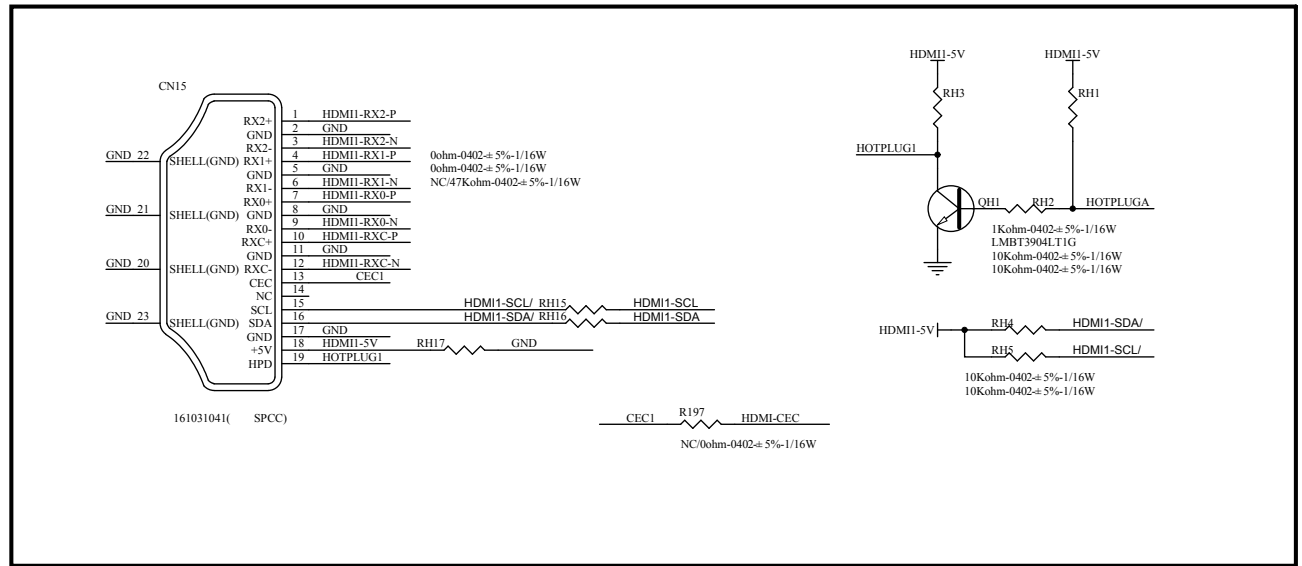 HDMI1-5V HDMI1-5V
CN15
RH3 RH1
1 HDMI1-RX2-P
RX2+
2 GND
GND
3 HDMI1-RX2-N
RX2-
GND 22 SHELL(GND) RX1+ 4 HDMI1-RX1-P
0ohm-0402-±5%-1/16W
HOTPLUG1
5 GND
GND
0ohm-0402-±5%-1/16W
6 HDMI1-RX1-N
RX1-
NC/47Kohm-0402-±5%-1/16W
7 HDMI1-RX0-P
RX0+
GND 21 SHELL(GND) GND 8 GND
QH1 RH2 HOTPLUGA
9 HDMI1-RX0-N
RX0-
10 HDMI1-RXC-P
RXC+
1Kohm-0402-±5%-1/16W
LMBT3904LT1G
10Kohm-0402-±5%-1/16W
10Kohm-0402-±5%-1/16W
11 GND
GND
GND 20 SHELL(GND) RXC- 12 HDMI1-RXC-N
13 CEC1
CEC
14
NC
15 HDMI1-SCL/ RH15 HDMI1-SCL
SCL
GND 23 SHELL(GND) SDA 16 HDMI1-SDA/ RH16 HDMI1-SDA
17 GND
GND
18 HDMI1-5V RH17 GND
+5V
19 HOTPLUG1
HPD
HDMI1-5V RH4 HDMI1-SDA/
RH5 HDMI1-SCL/
10Kohm-0402-±5%-1/16W
10Kohm-0402-±5%-1/16W
161031041( SPCC)
CEC1 R197 HDMI-CEC
NC/0ohm-0402-±5%-1/16W